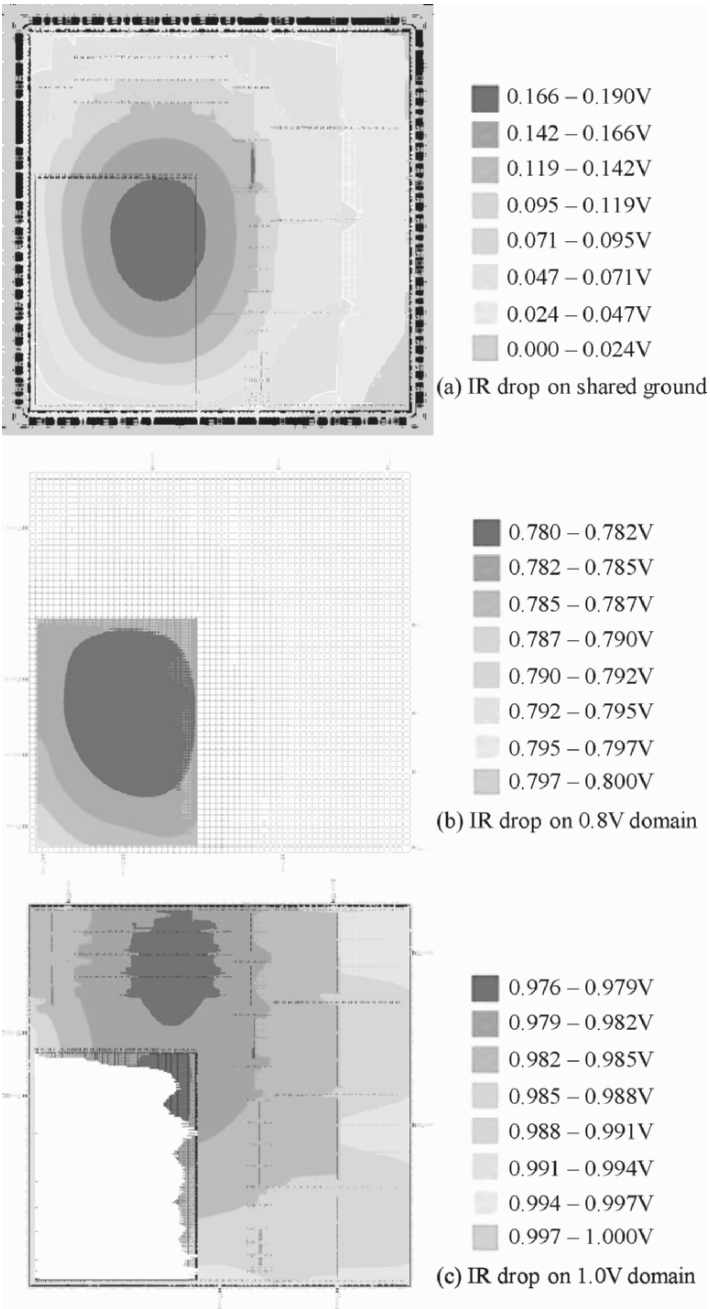 0.166 – 0.190V
0.142 – 0.166V
0.119 – 0.142V
0.095 – 0.119V
0.071 – 0.095V
0.047 – 0.071V
0.024 – 0.047V
0.000 – 0.024V
(a) IR drop on shared ground
0.780 – 0.782V
0.782 – 0.785V
0.785 – 0.787V
0.787 – 0.790V
0.790 – 0.792V
0.792 – 0.795V
0.795 – 0.797V
0.797 – 0.800V
(b) IR drop on 0.8V domain
0.976 – 0.979V
0.979 – 0.982V
0.982 – 0.985V
0.985 – 0.988V
0.988 – 0.991V
0.991 – 0.994V
0.994 – 0.997V
0.997 – 1.000V
(c) IR drop on 1.0V domain